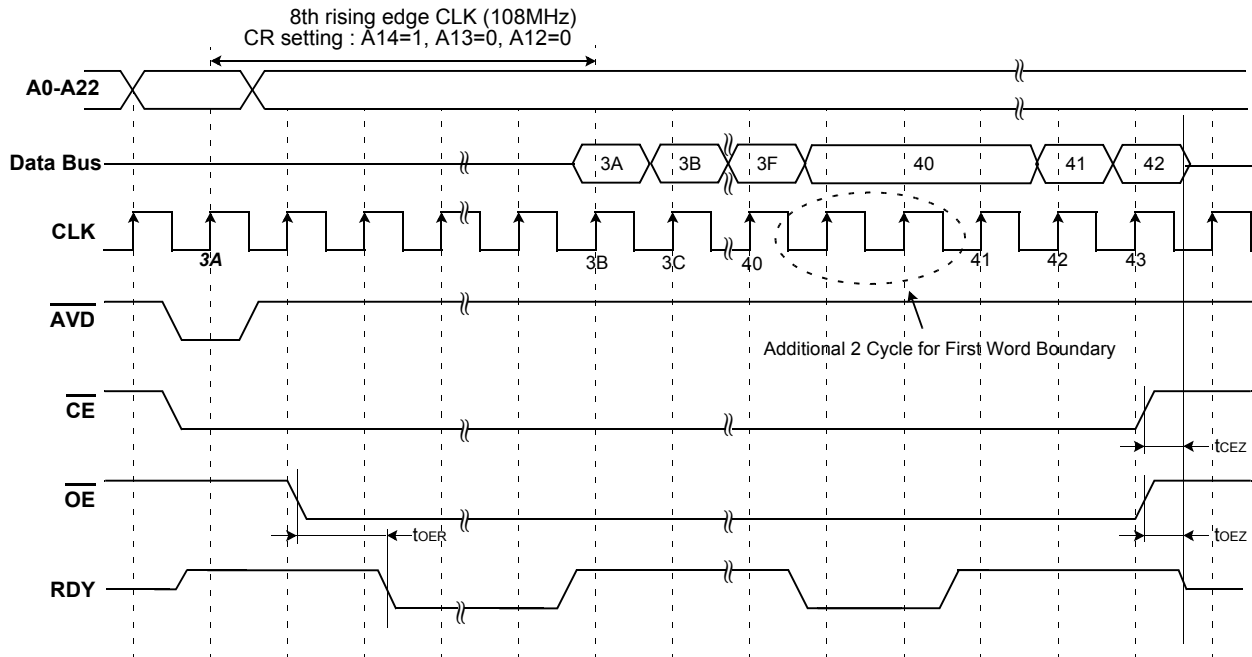 8th rising edge CLK (108MHz)
CR setting : A14=1, A13=0, A12=0
A0-A22
Data Bus
3A 3B 3F 40 41 42
CLK
3A 3B 3C 40 41 42 43
AVD
Additional 2 Cycle for First Word Boundary
CE
tCEZ
OE
tOER
tOEZ
RDY